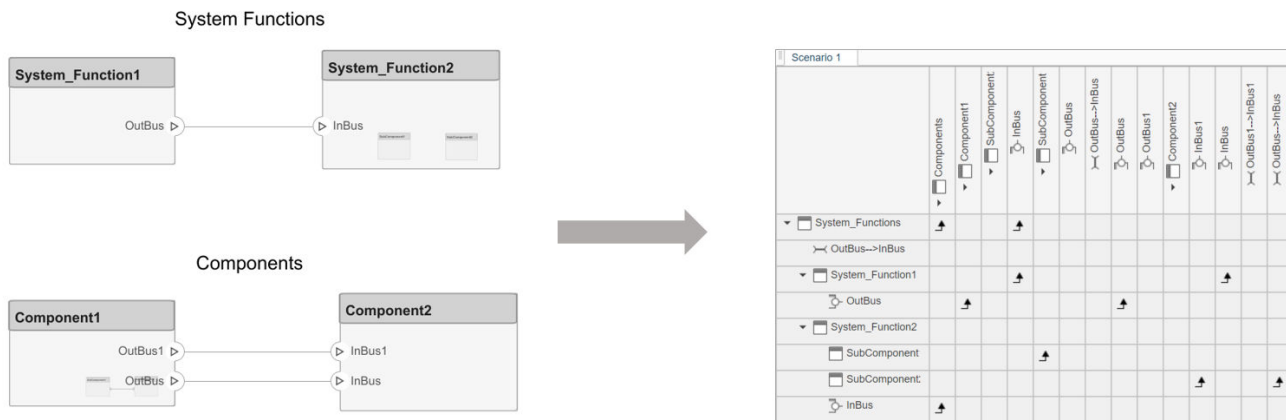 System Functions
System_Function1
System_Function2
OutBus
InBus
Components
Component1
Component2
OutBus1
InBus1
OutBus
InBus
Scenario 1
Components
Component1
SubComponent:
InBus
SubComponent
OutBus
OutBus-->InBus
OutBus
OutBus1
Component2
InBus1
InBus
OutBus1-->InBus1
OutBus-->InBus
System_Functions
OutBus-->InBus
System_Function1
OutBus
System_Function2
SubComponent
SubComponent:
InBus